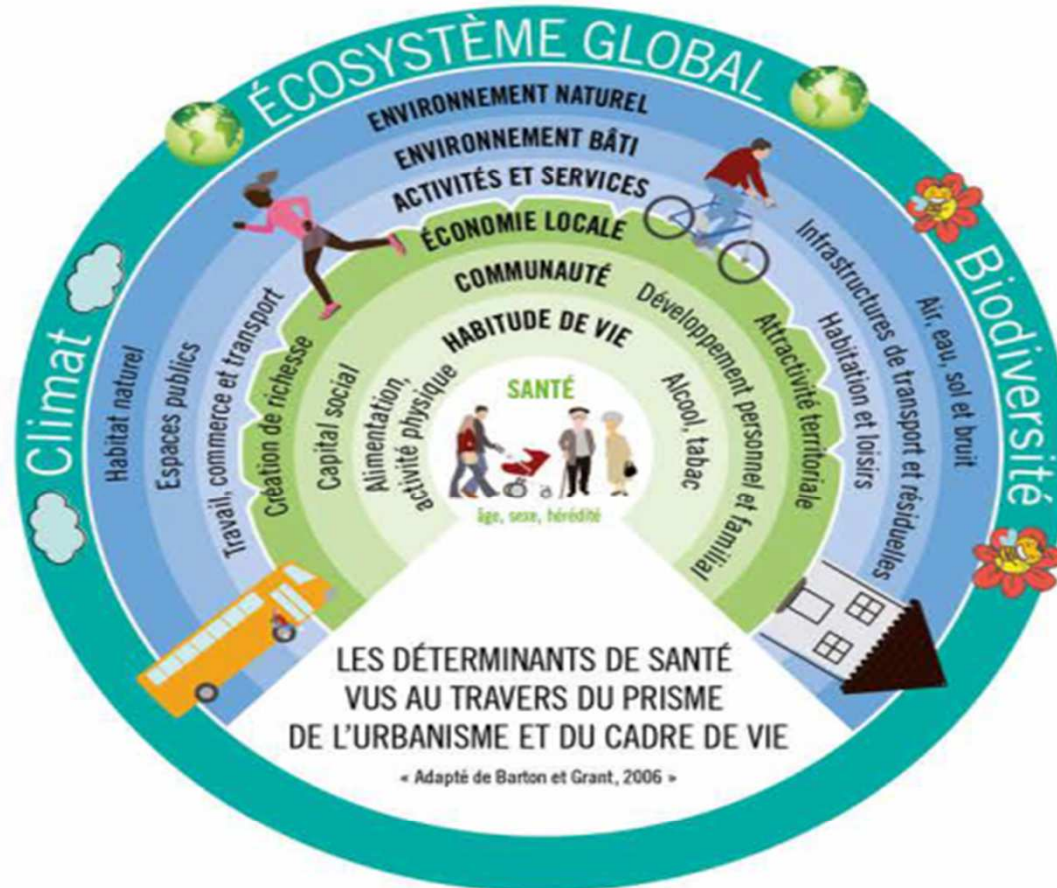 ÉCOSYSTÈME GLOBAL
ENVIRONNEMENT NATUREL
ENVIRONNEMENT BÂTI
ACTIVITÉS ET SERVICES
ÉCONOMIE LOCALE
COMMUNAUTÉ
HABITUDE DE VIE
SANTÉ
âge, sexe, hérédité
Climat
Habitat naturel
Espaces publics
Travail, commerce et transport
Création de richesse
Capital social
Alimentation,
activité physique
Alcool, tabac
Développement personnel et familial
Attractivité territoriale
Habitation et loisirs
Infrastructures de transport et résiduelles
Air, eau, sol et bruit
Biodiversité
LES DÉTERMINANTS DE SANTÉ
VUS AU TRAVERS DU PRISME
DE L'URBANISME ET DU CADRE DE VIE
« Adapté de Barton et Grant, 2006 »